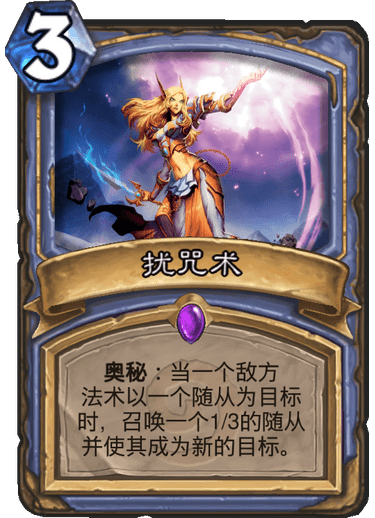 3
扰咒术
奥秘：当一个敌方
法术以一个随从为目标
时，召唤一个1/3的随从
并使其成为新的目标。